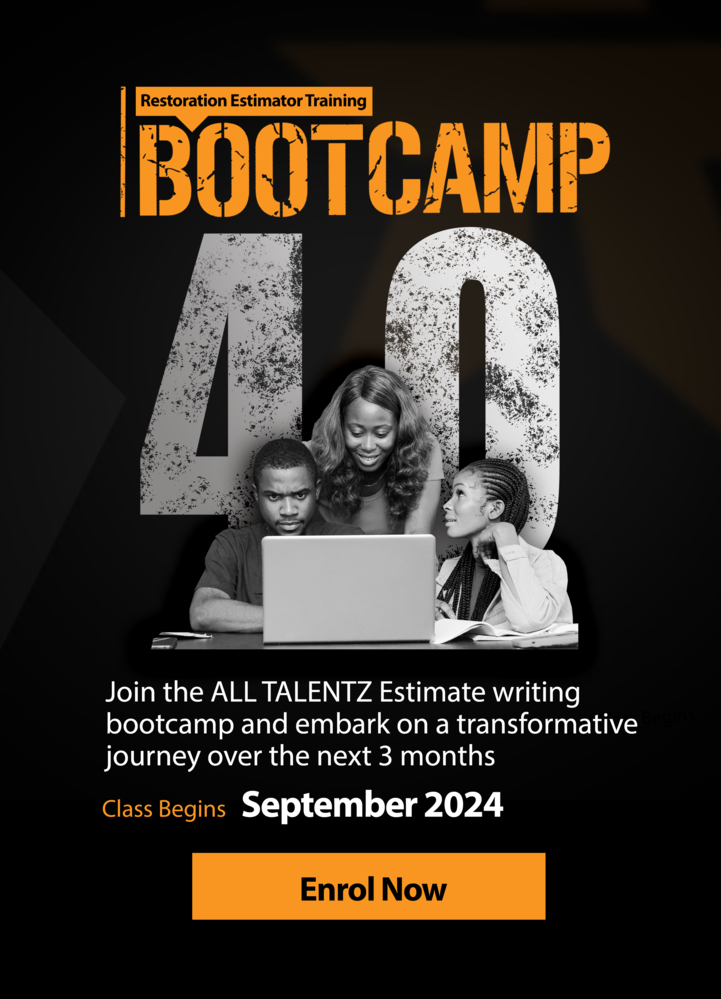 Restoration Estimator Training
BOOTCAMP
4.0
Join the ALL TALENTZ Estimate writing
bootcamp and embark on a transformative
journey over the next 3 months
Begins
Class Begins September 2024
Enrol Now